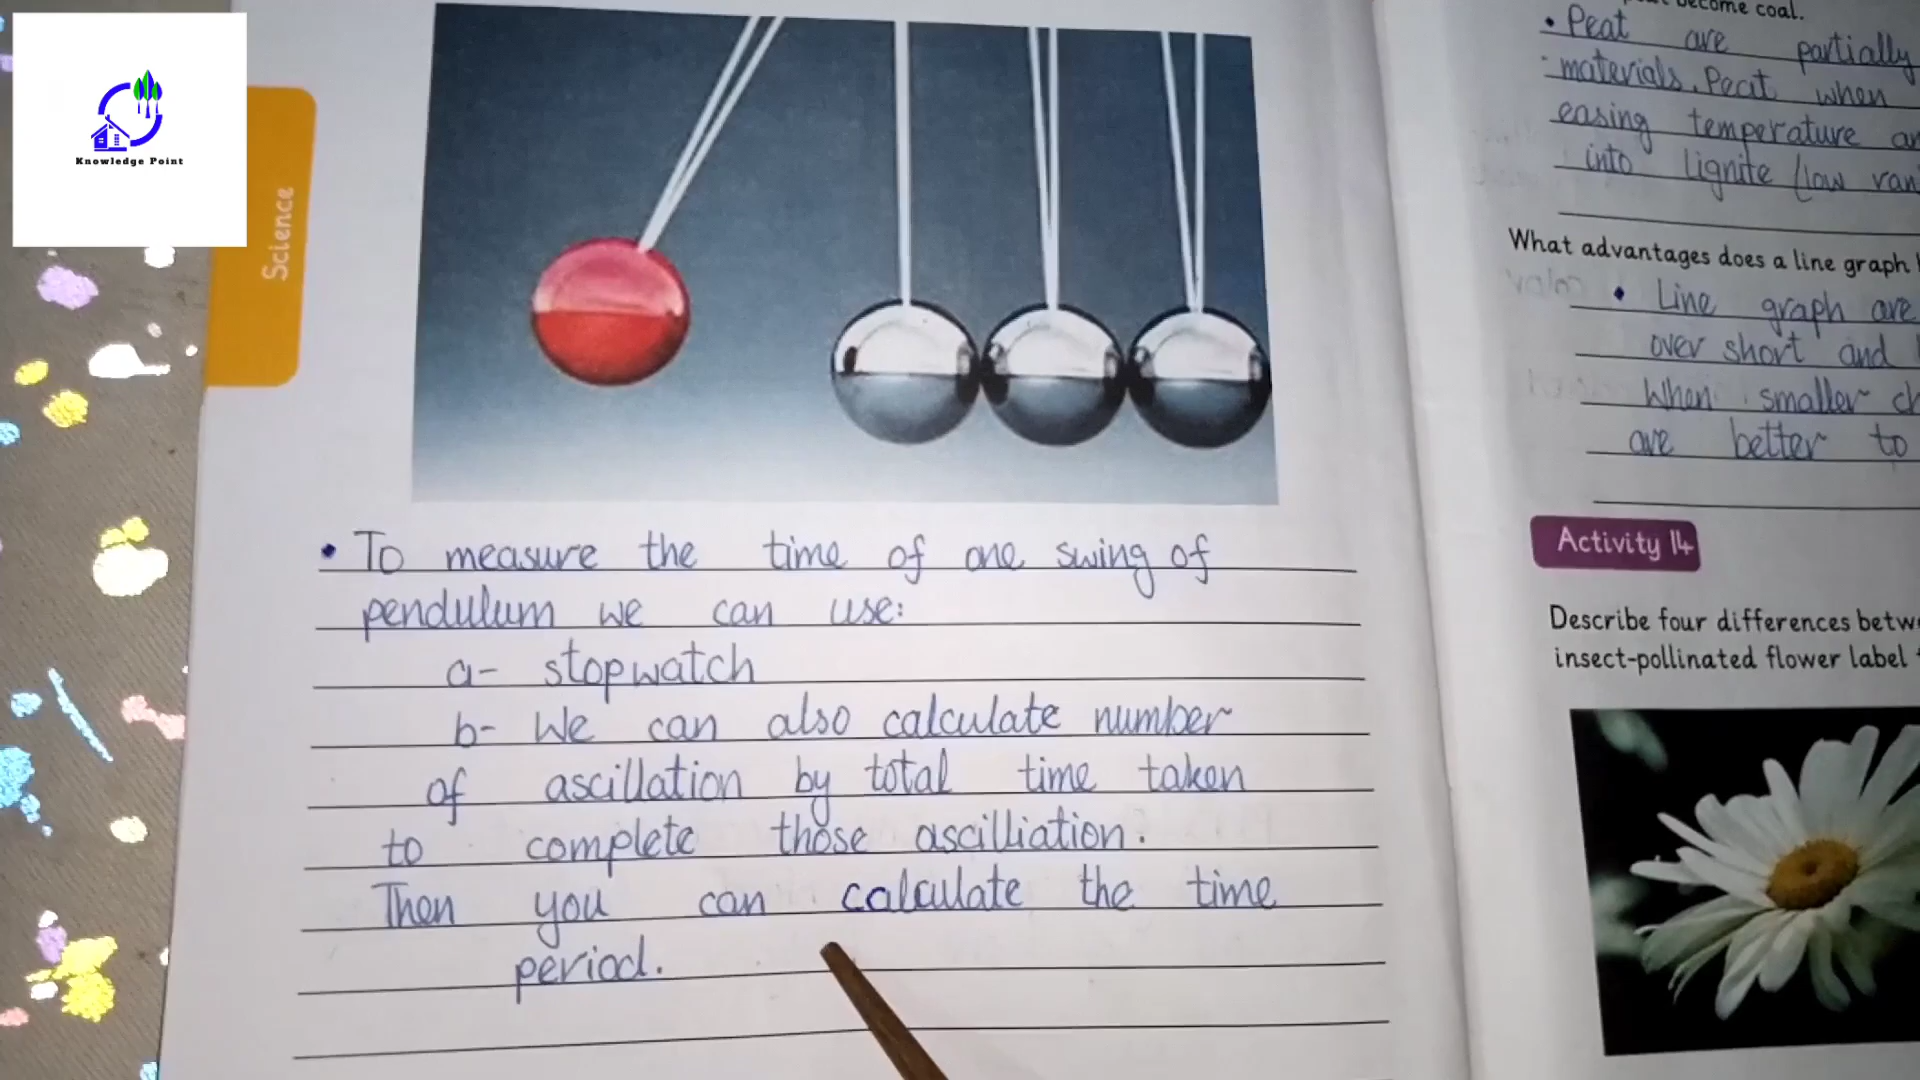 Knowledge Point
Science
• To measure the time of one swing of
pendulum we can use:
a- stopwatch
b- We can also calculate number
of ascillation by total time taken
to complete those ascilliation.
Then you can calculate the time
period.
become coal.
• Peat are partially
materials. Peat when
easing temperature
into Lignite (low
What advantages does a line graph
• Line graph are
over short and
When smaller
are better to
Activity 14
Describe four differences
insect-pollinated flower label